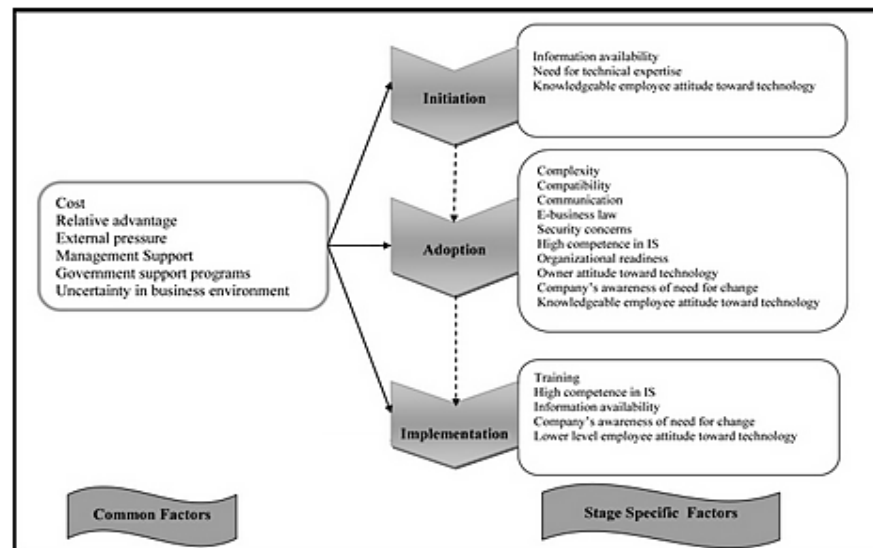 Cost
Relative advantage
External pressure
Management Support
Government support programs
Uncertainty in business environment
Initiation
Information availability
Need for technical expertise
Knowledgeable employee attitude toward technology
Adoption
Complexity
Compatibility
Communication
E-business law
Security concerns
High competence in IS
Organizational readiness
Owner attitude toward technology
Company's awareness of need for change
Knowledgeable employee attitude toward technology
Implementation
Training
High competence in IS
Information availability
Company's awareness of need for change
Lower level employee attitude toward technology
Common Factors
Stage Specific Factors